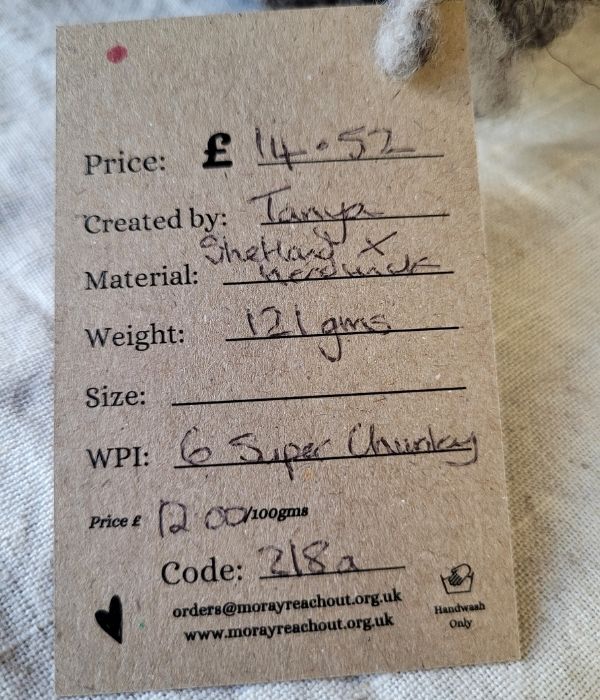 Price: £ 14.52
Created by: Tanya
Shetland X
Material: Herdwick
Weight: 121 gms
Size:
WPI: 6 Super Chunky
Price £ 12.00/100gms
Code: 218a
orders@morayreachout.org.uk
www.morayreachout.org.uk
Handwash
Only